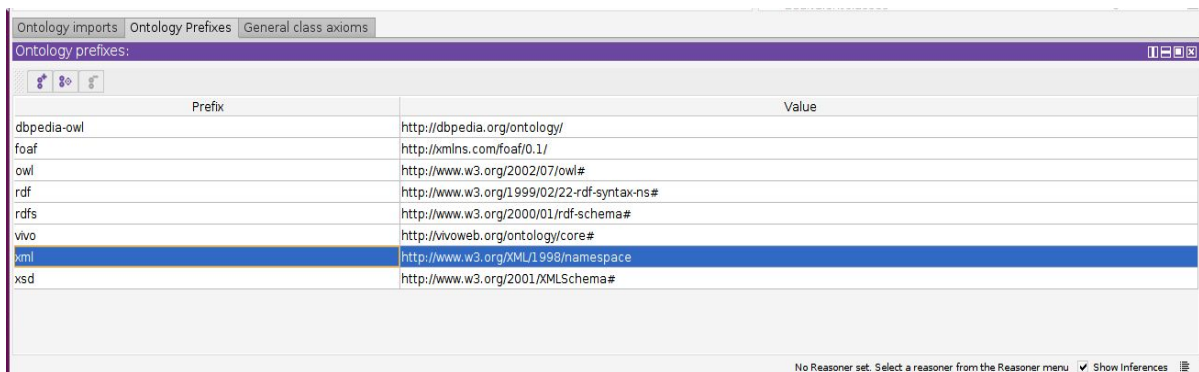 Ontology imports Ontology Prefixes General class axioms
Ontology prefixes:
Prefix Value
dbpedia-owl http://dbpedia.org/ontology/
foaf http://xmlns.com/foaf/0.1/
owl http://www.w3.org/2002/07/owl#
rdf http://www.w3.org/1999/02/22-rdf-syntax-ns#
rdfs http://www.w3.org/2000/01/rdf-schema#
vivo http://vivoweb.org/ontology/core#
xml http://www.w3.org/XML/1998/namespace
xsd http://www.w3.org/2001/XMLSchema#
No Reasoner set. Select a reasoner from the Reasoner menu Show Inferences